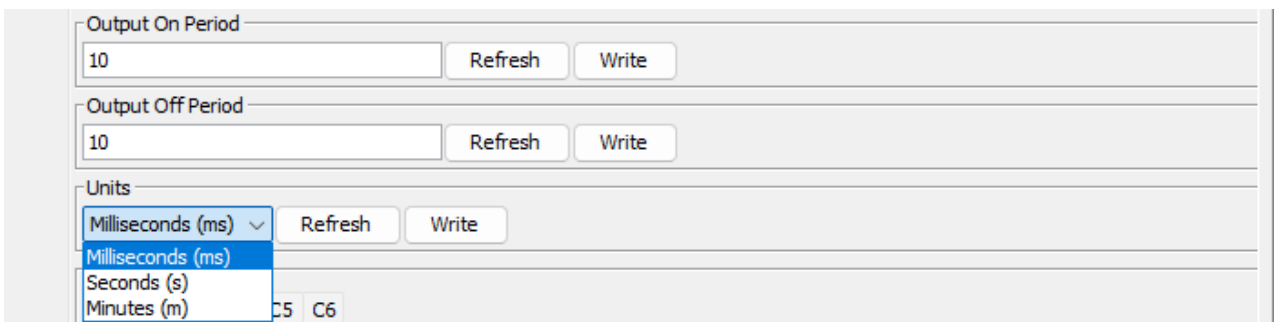 Output On Period
10 Refresh Write
Output Off Period
10 Refresh Write
Units
Milliseconds (ms) Refresh Write
Milliseconds (ms)
Seconds (s)
Minutes (m) C5 C6